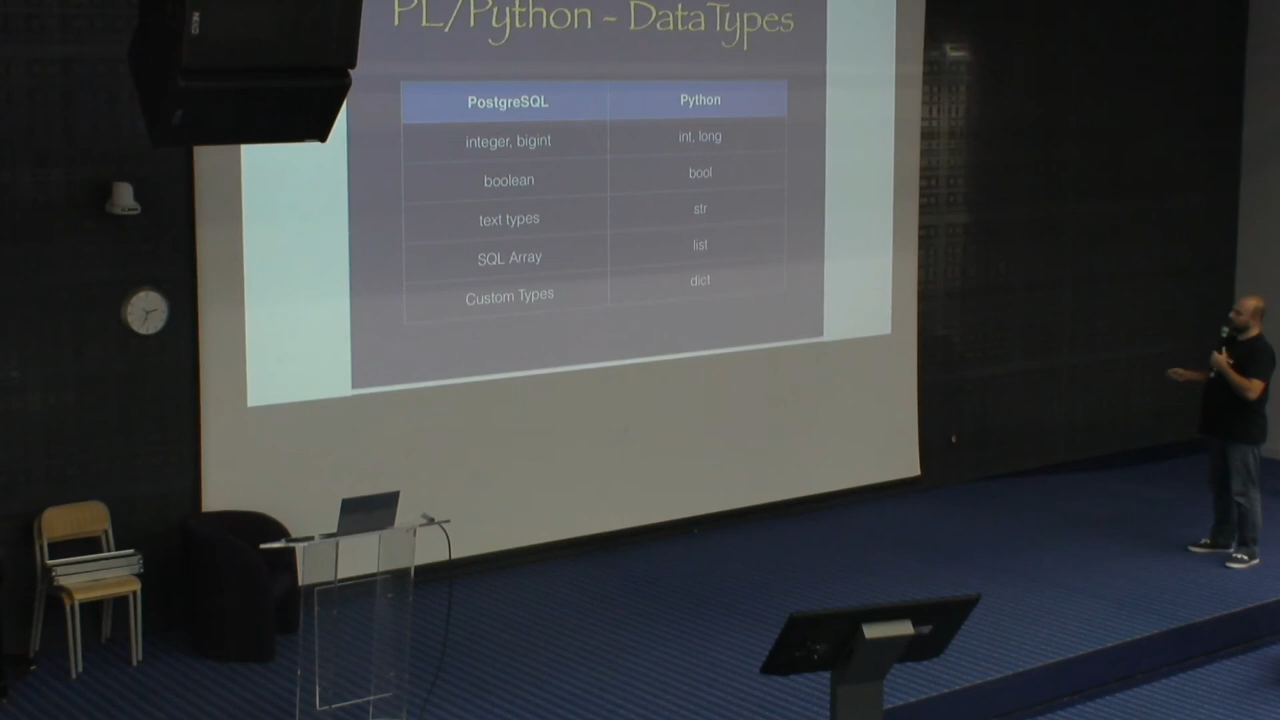 PL/Python - DataTypes
PostgreSQL Python
integer, bigint int, long
boolean bool
text types str
SQL Array list
Custom Types dict